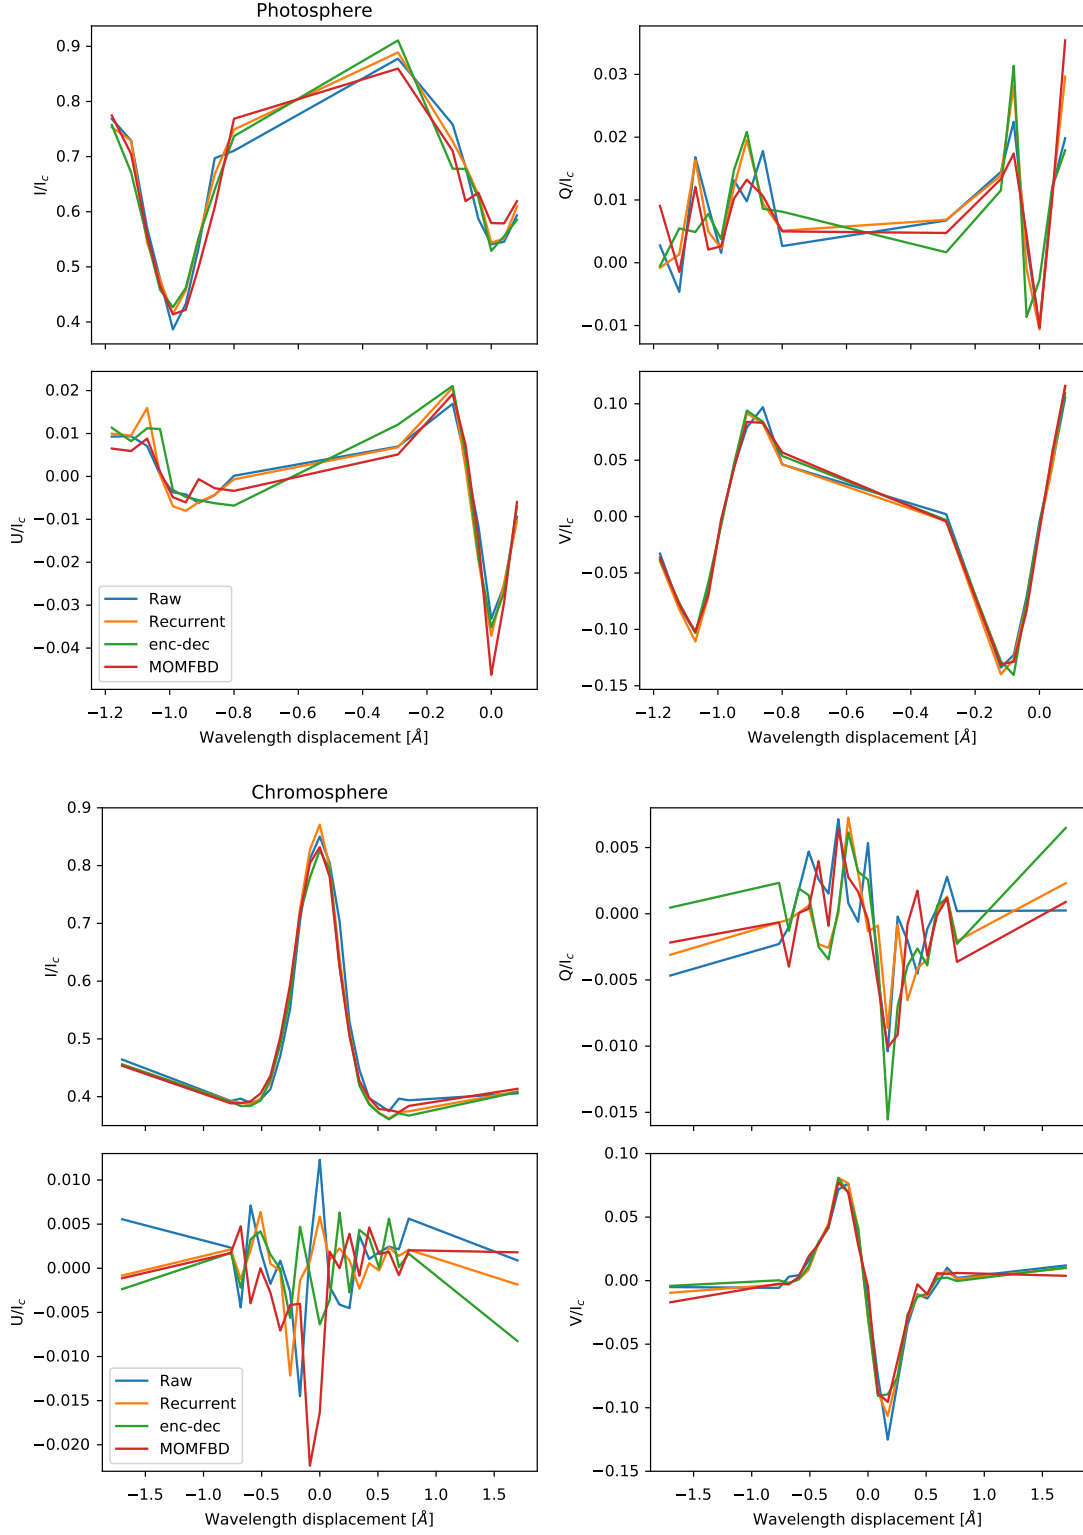 Photosphere
0.9
0.8
0.7
0.6
0.5
0.4
I/Ic
0.03
0.02
0.01
0.00
−0.01
Q/Ic
0.02
0.01
0.00
−0.01
−0.02
−0.03
−0.04
U/Ic
Raw
Recurrent
enc-dec
MOMFBD
−1.2 −1.0 −0.8 −0.6 −0.4 −0.2 0.0
Wavelength displacement [Å]
0.10
0.05
0.00
−0.05
−0.10
−0.15
V/Ic
−1.2 −1.0 −0.8 −0.6 −0.4 −0.2 0.0
Wavelength displacement [Å]
Chromosphere
0.9
0.8
0.7
0.6
0.5
0.4
I/Ic
0.005
0.000
−0.005
−0.010
−0.015
Q/Ic
0.010
0.005
0.000
−0.005
−0.010
−0.015
−0.020
U/Ic
Raw
Recurrent
enc-dec
MOMFBD
−1.5 −1.0 −0.5 0.0 0.5 1.0 1.5
Wavelength displacement [Å]
0.10
0.05
0.00
−0.05
−0.10
−0.15
V/Ic
−1.5 −1.0 −0.5 0.0 0.5 1.0 1.5
Wavelength displacement [Å]